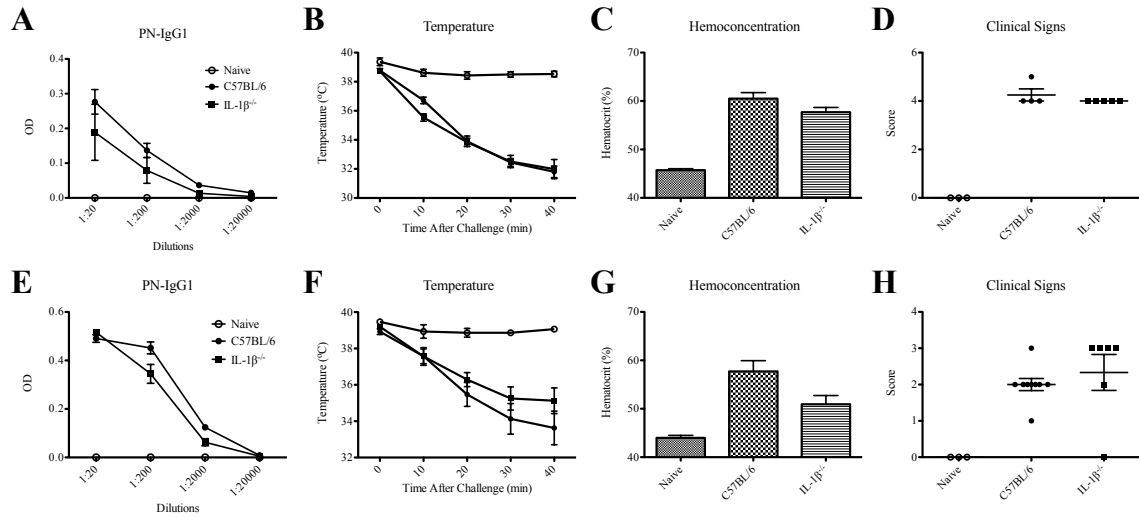 A
PN-IgG1
OD
0.4
0.3
0.2
0.1
0.0
Naive
C57BL/6
IL-1β-/-
1:20
1:200
1:2000
1:20000
Dilutions
B
Temperature
Temperature (ºC)
40
38
36
34
32
30
0
10
20
30
40
Time After Challenge (min)
C
Hemoconcentration
Hematocrit (%)
70
60
50
40
Naive
C57BL/6
IL-1β-/-
D
Clinical Signs
Score
6
4
2
0
Naive
C57BL/6
IL-1β-/-
E
PN-IgG1
OD
0.6
0.4
0.2
0.0
Naive
C57BL/6
IL-1β-/-
1:20
1:200
1:2000
1:20000
Dilutions
F
Temperature
Temperature (ºC)
40
38
36
34
32
0
10
20
30
40
Time After Challenge (min)
G
Hemoconcentration
Hematocrit (%)
70
60
50
40
Naive
C57BL/6
IL-1β-/-
H
Clinical Signs
Score
4
3
2
1
0
Naive
C57BL/6
IL-1β-/-